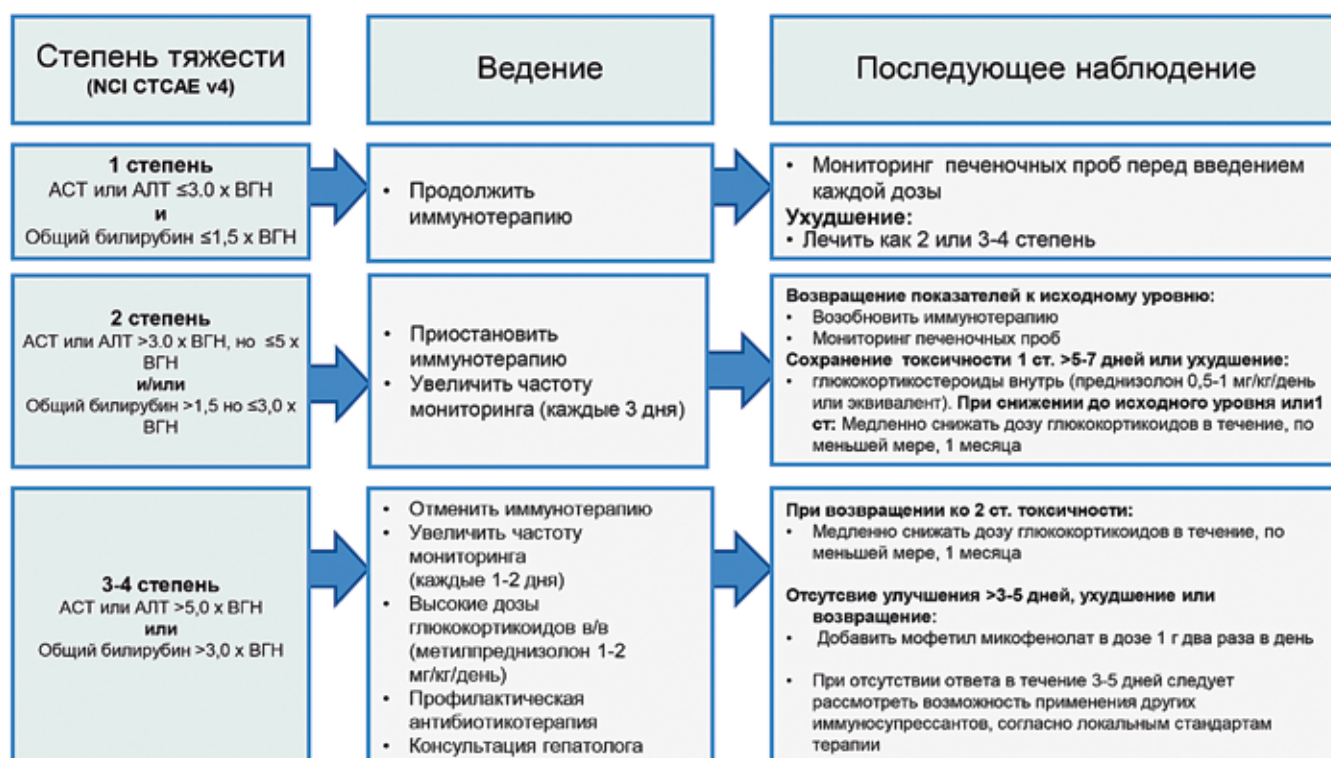 Степень тяжести
(NCI CTCAE v4)
Ведение
Последующее наблюдение
1 степень
АСТ или АЛТ ≤3.0 х ВГН
и
Общий билирубин ≤1,5 х ВГН
• Продолжить
иммунотерапию
• Мониторинг печеночных проб перед введением
каждой дозы
Ухудшение:
• Лечить как 2 или 3-4 степень
2 степень
АСТ или АЛТ >3.0 х ВГН, но ≤5 х
ВГН
и/или
Общий билирубин >1,5 но ≤3,0 х
ВГН
• Приостановить
иммунотерапию
• Увеличить частоту
мониторинга (каждые 3 дня)
Возвращение показателей к исходному уровню:
• Возобновить иммунотерапию
• Мониторинг печеночных проб
Сохранение токсичности 1 ст. >5-7 дней или ухудшение:
• глюкокортикостероиды внутрь (преднизолон 0,5-1 мг/кг/день
или эквивалент). При снижении до исходного уровня или1
ст: Медленно снижать дозу глюкокортикоидов в течение, по
меньшей мере, 1 месяца
3-4 степень
АСТ или АЛТ >5,0 х ВГН
или
Общий билирубин >3,0 х ВГН
• Отменить иммунотерапию
• Увеличить частоту
мониторинга
(каждые 1-2 дня)
• Высокие дозы
глюкокортикоидов в/в
(метилпреднизолон 1-2
мг/кг/день)
• Профилактическая
антибиотикотерапия
• Консультация гепатолога
При возвращении ко 2 ст. токсичности:
• Медленно снижать дозу глюкокортикоидов в течение, по
меньшей мере, 1 месяца
Отсутсвие улучшения >3-5 дней, ухудшение или
возвращение:
• Добавить мофетил микофенолат в дозе 1 г два раза в день
• При отсутствии ответа в течение 3-5 дней следует
рассмотреть возможность применения других
иммуносупрессантов, согласно локальным стандартам
терапии